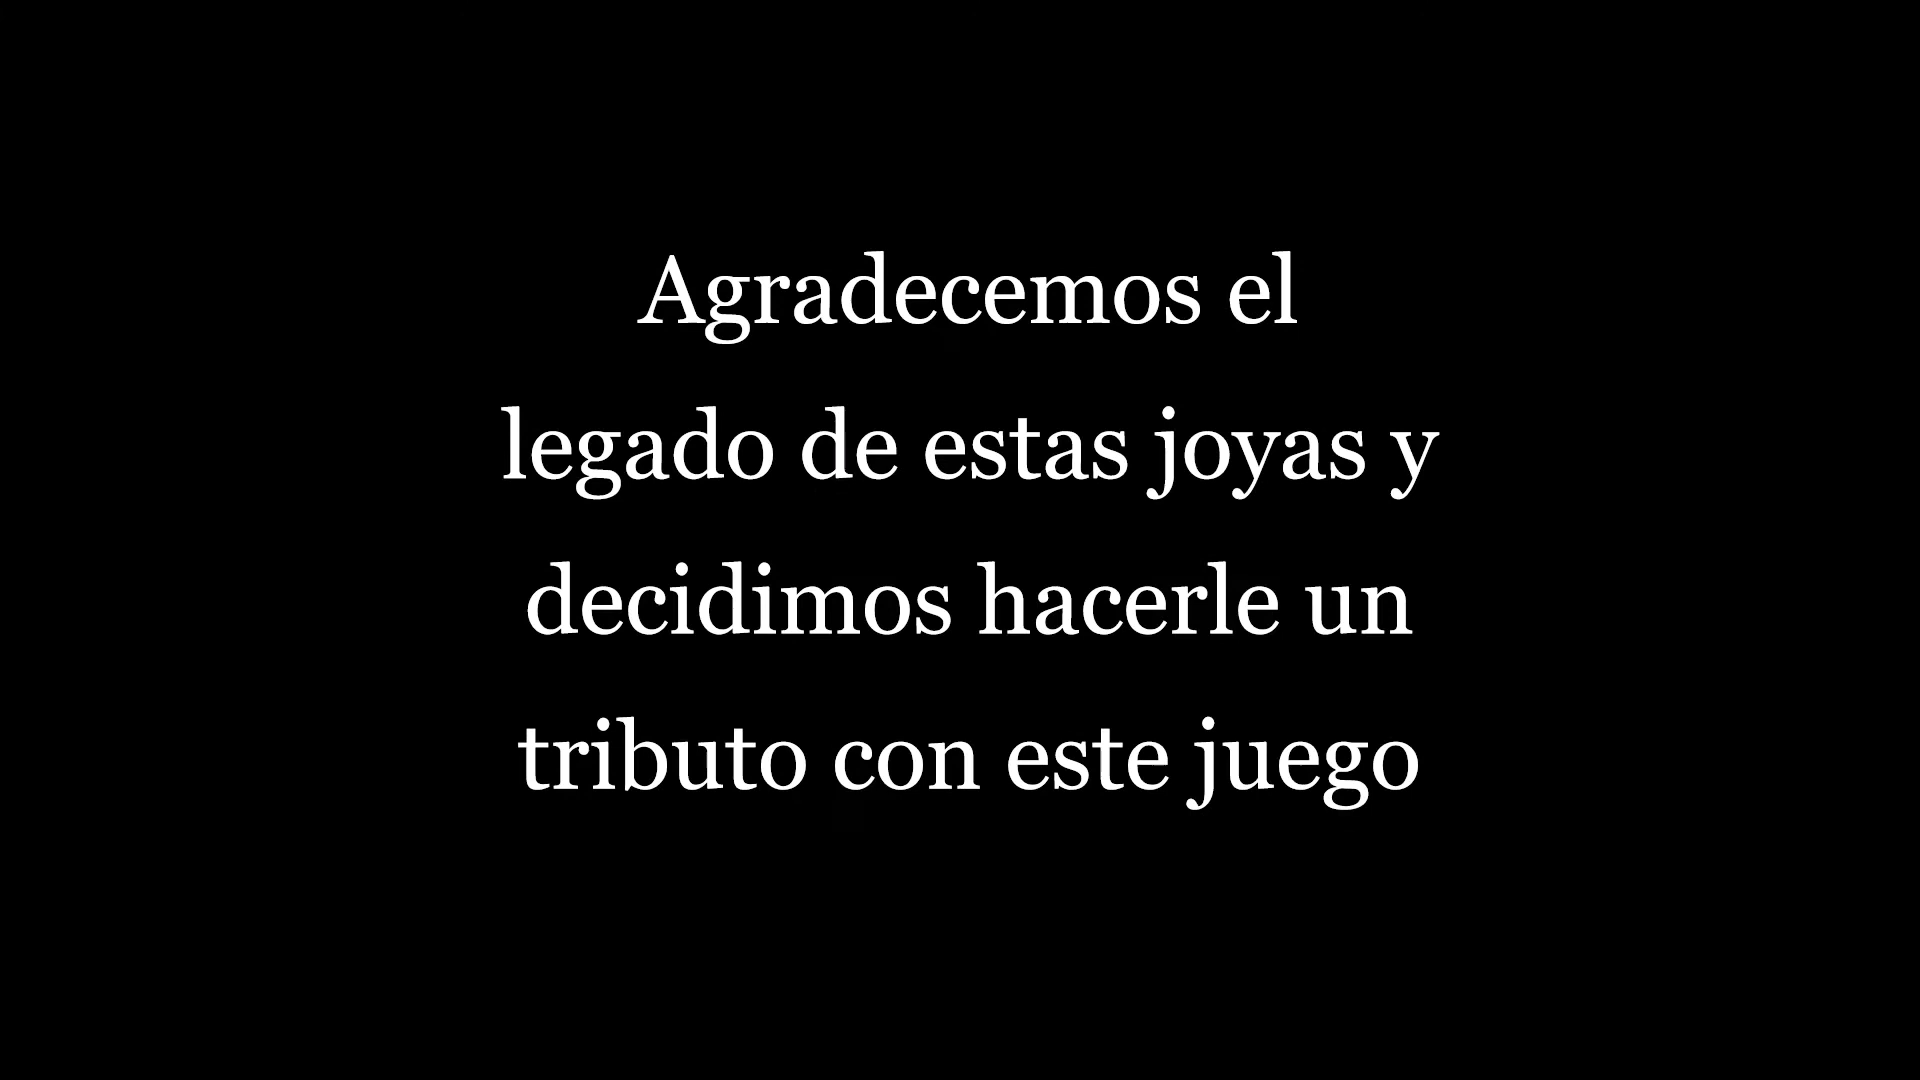 Agradecemos el
legado de estas joyas y
decidimos hacerle un
tributo con este juego